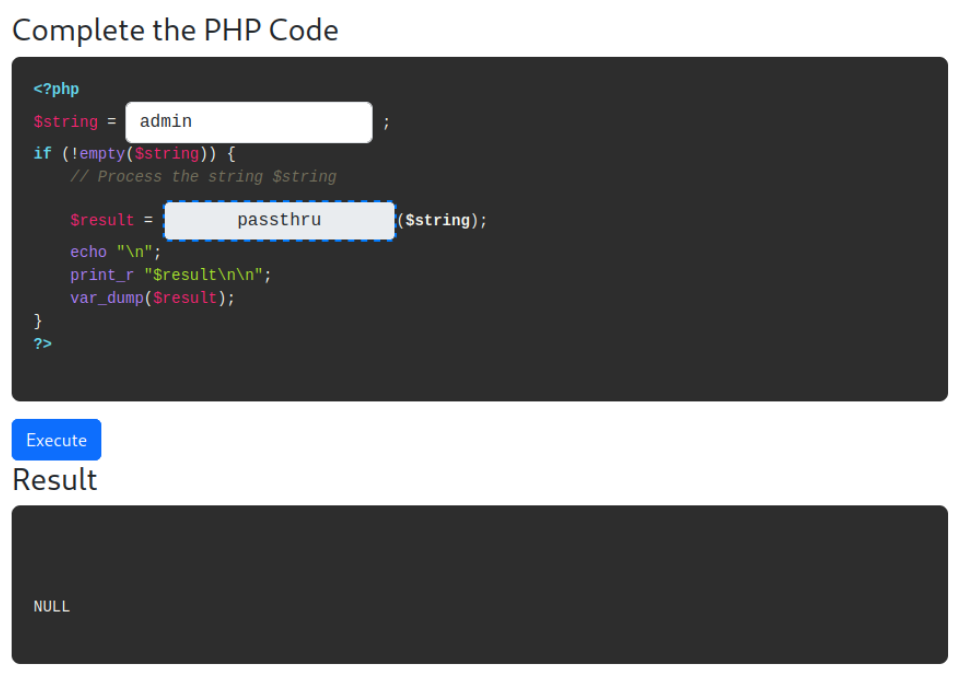 Complete the PHP Code
<?php
$string = admin ;
if (!empty($string)) {
// Process the string $string
$result = passthru ($string);
echo "\n";
print_r "$result\n\n";
var_dump($result);
}
?>
Execute
Result
NULL